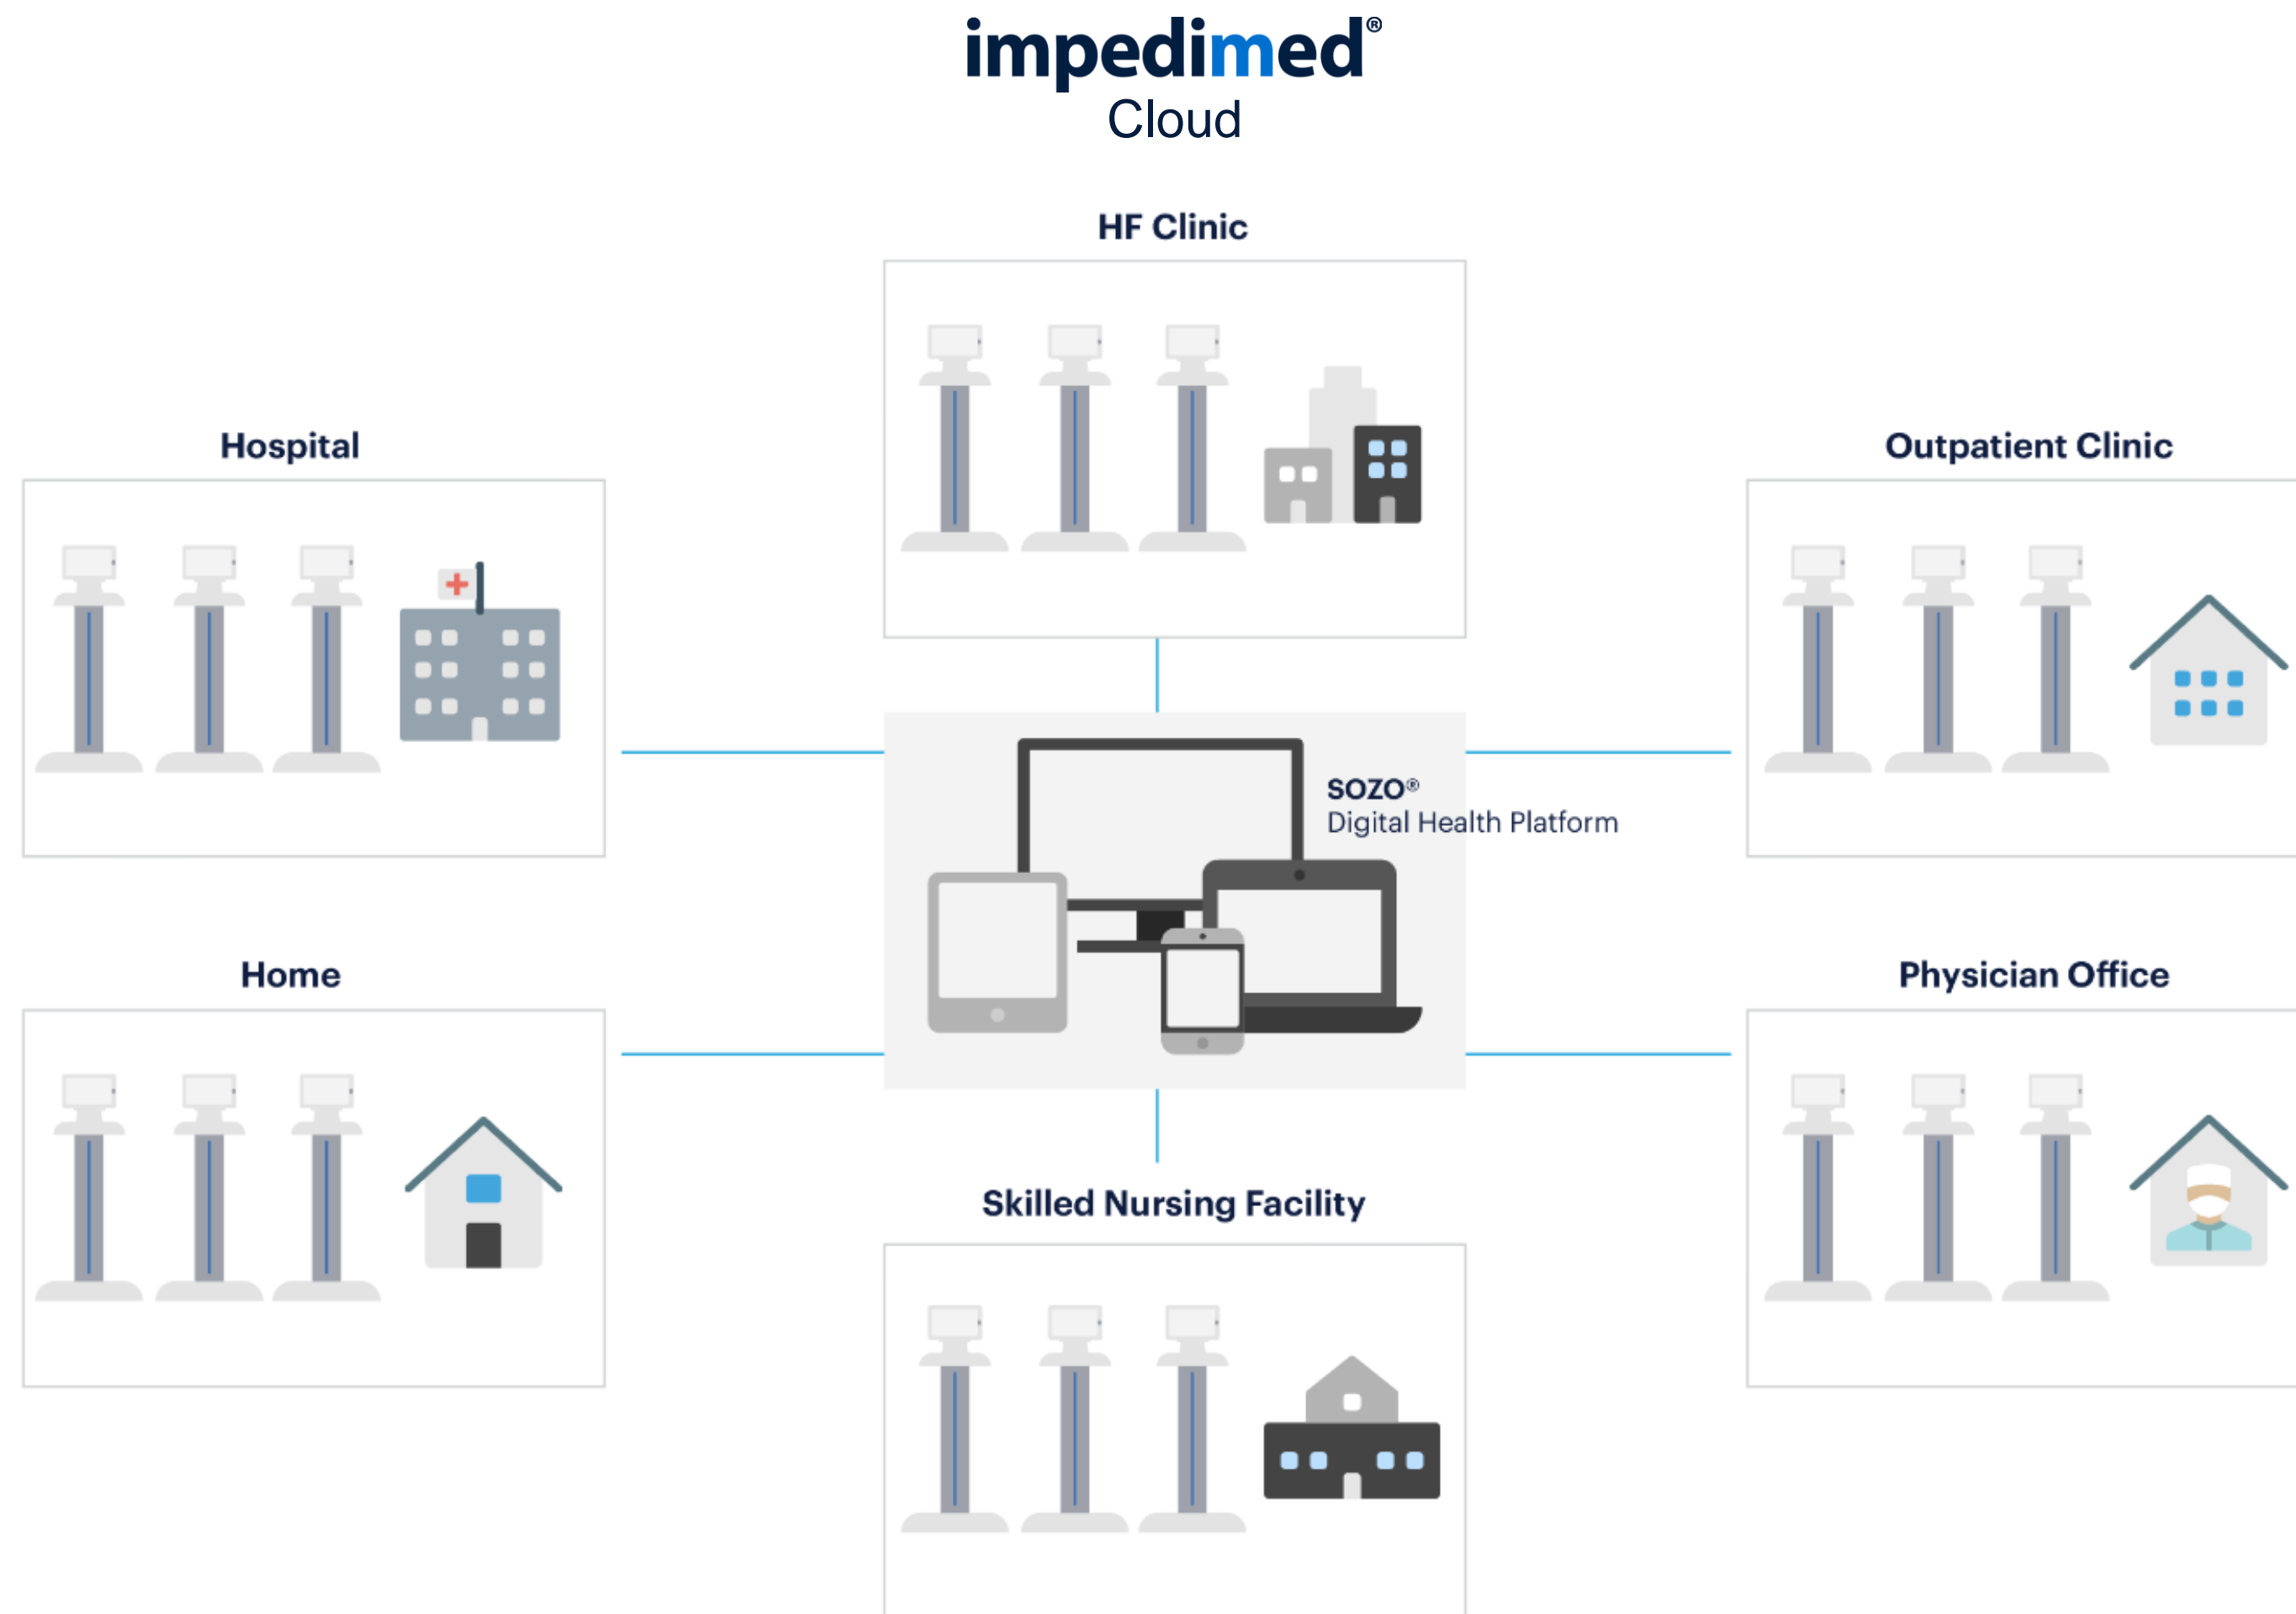 impedimed®
Cloud
HF Clinic
Hospital
Outpatient Clinic
SOZO®
Digital Health Platform
Home
Physician Office
Skilled Nursing Facility